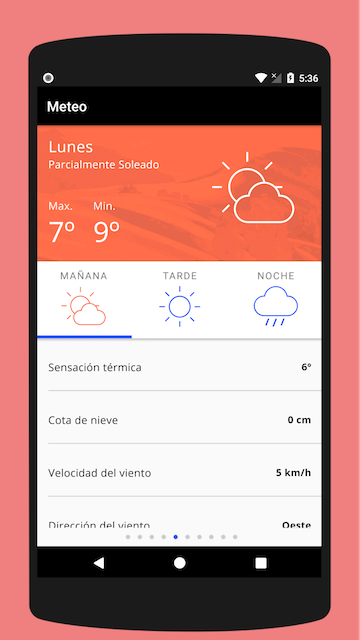 5:36
Meteo
Lunes
Parcialmente Soleado
Max. Min.
7º 9º
MAÑANA TARDE NOCHE
Sensación térmica 6º
Cota de nieve 0 cm
Velocidad del viento 5 km/h
Dirección del viento Oeste